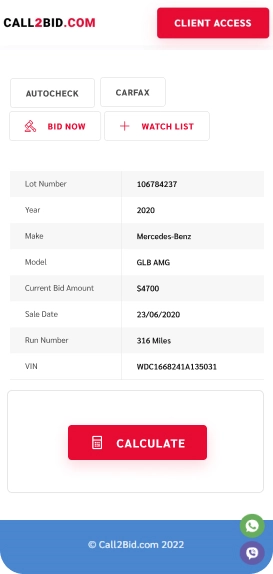 CALL2BID.COM
CLIENT ACCESS
AUTOCHECK
CARFAX
BID NOW
WATCH LIST
Lot Number 106784237
Year 2020
Make Mercedes-Benz
Model GLB AMG
Current Bid Amount $4700
Sale Date 23/06/2020
Run Number 316 Miles
VIN WDC1668241A135031
CALCULATE
© Call2Bid.com 2022